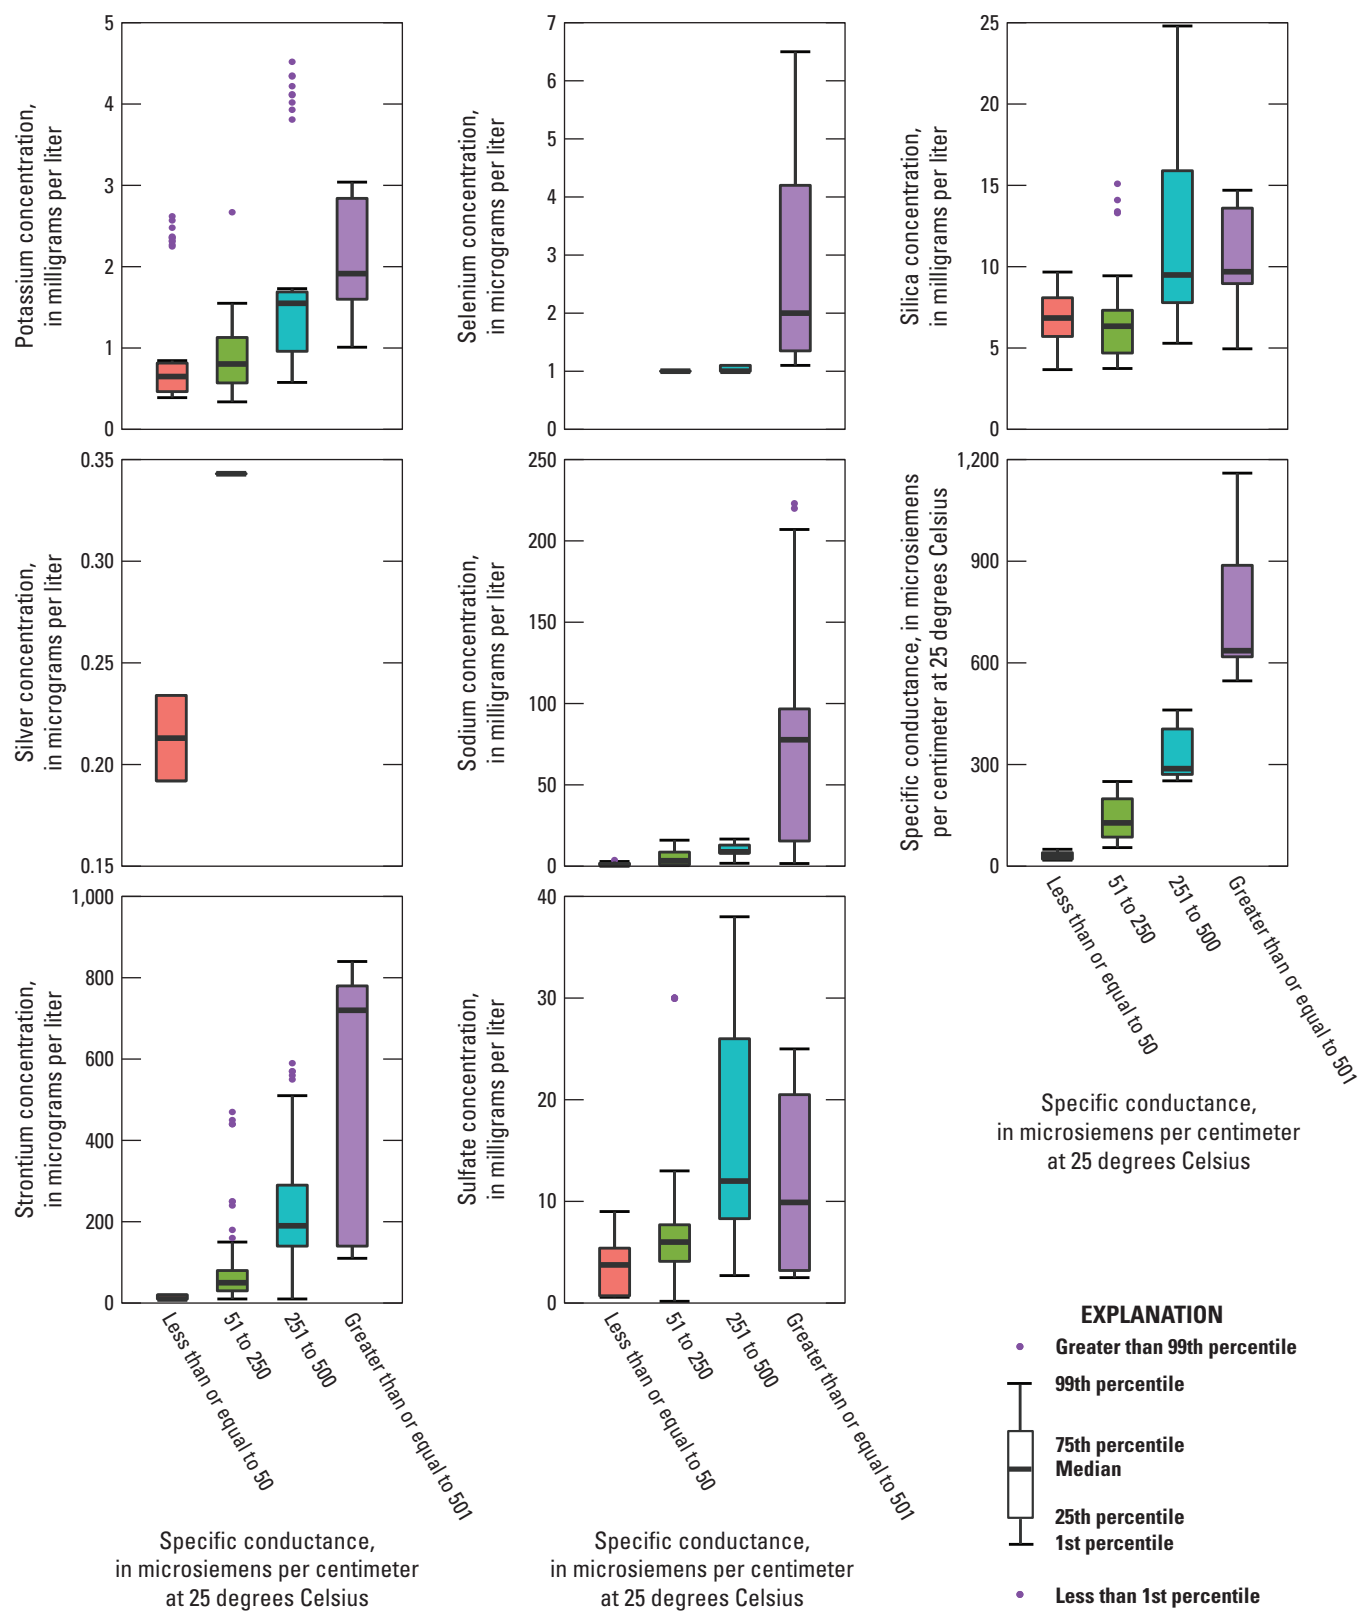 Potassium concentration,
in milligrams per liter
5
4
3
2
1
0
Selenium concentration,
in micrograms per liter
7
6
5
4
3
2
1
0
Silica concentration,
in milligrams per liter
25
20
15
10
5
0
Silver concentration,
in micrograms per liter
0.35
0.30
0.25
0.20
0.15
Sodium concentration,
in milligrams per liter
250
200
150
100
50
0
Specific conductance, in microsiemens
per centimeter at 25 degrees Celsius
1,200
900
600
300
0
Less than or equal to 50
51 to 250
251 to 500
Greater than or equal to 501
Specific conductance,
in microsiemens per centimeter
at 25 degrees Celsius
Strontium concentration,
in micrograms per liter
1,000
800
600
400
200
0
Less than or equal to 50
51 to 250
251 to 500
Greater than or equal to 501
Specific conductance,
in microsiemens per centimeter
at 25 degrees Celsius
Sulfate concentration,
in milligrams per liter
40
30
20
10
0
Less than or equal to 50
51 to 250
251 to 500
Greater than or equal to 501
Specific conductance,
in microsiemens per centimeter
at 25 degrees Celsius
EXPLANATION
Greater than 99th percentile
99th percentile
75th percentile
Median
25th percentile
1st percentile
Less than 1st percentile